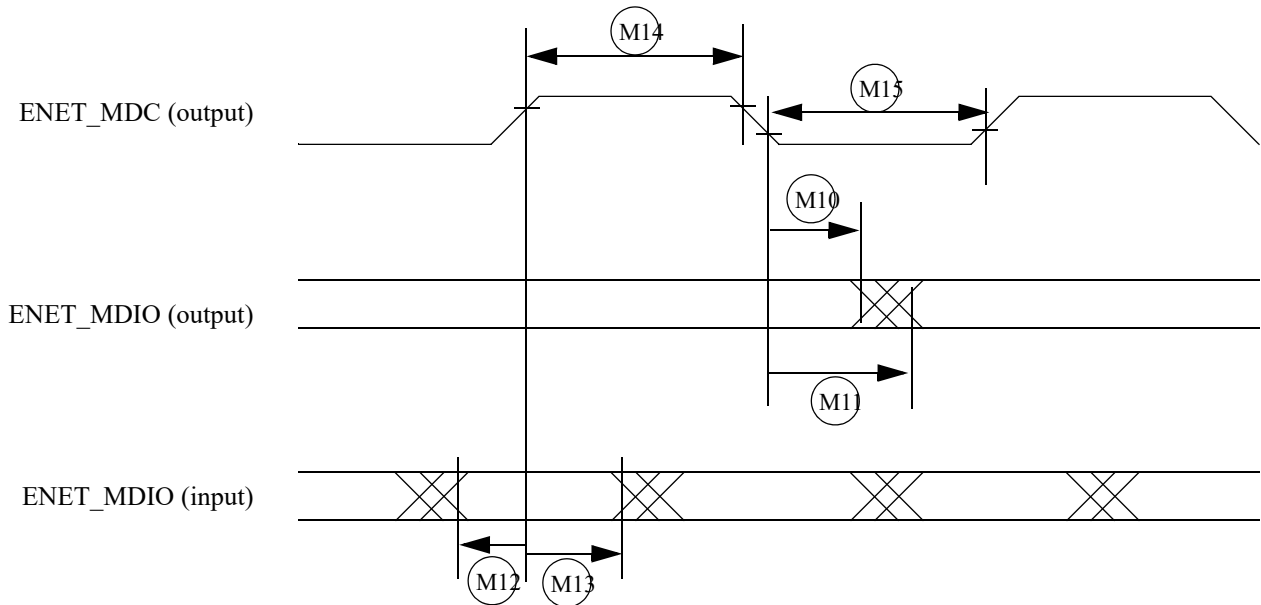 M14
ENET_MDC (output)
M15
M10
ENET_MDIO (output)
M11
ENET_MDIO (input)
M12
M13